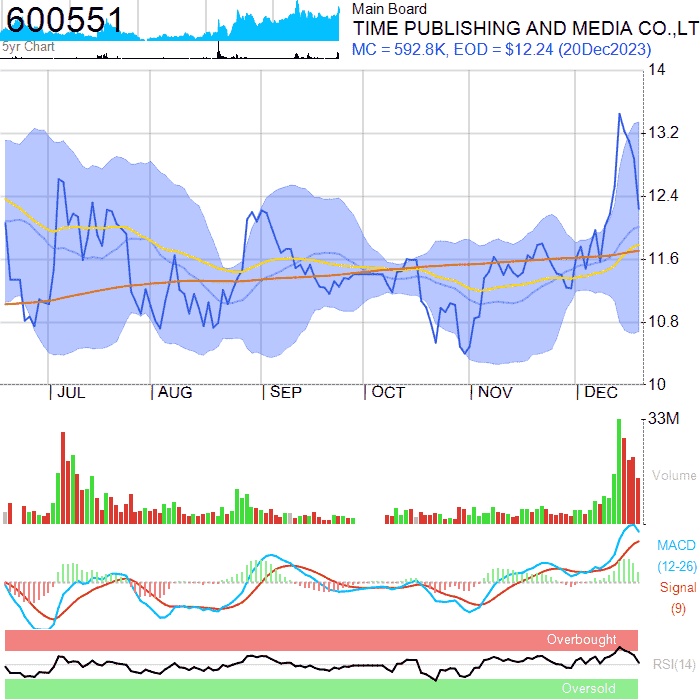 600551
5yr Chart
Main Board
TIME PUBLISHING AND MEDIA CO.,LT
MC = 592.8K, EOD = $12.24 (20Dec2023)
14
13.2
12.4
11.6
10.8
10
JUL
AUG
SEP
OCT
NOV
DEC
33M
Volume
MACD
(12-26)
Signal
(9)
Overbought
RSI(14)
Oversold